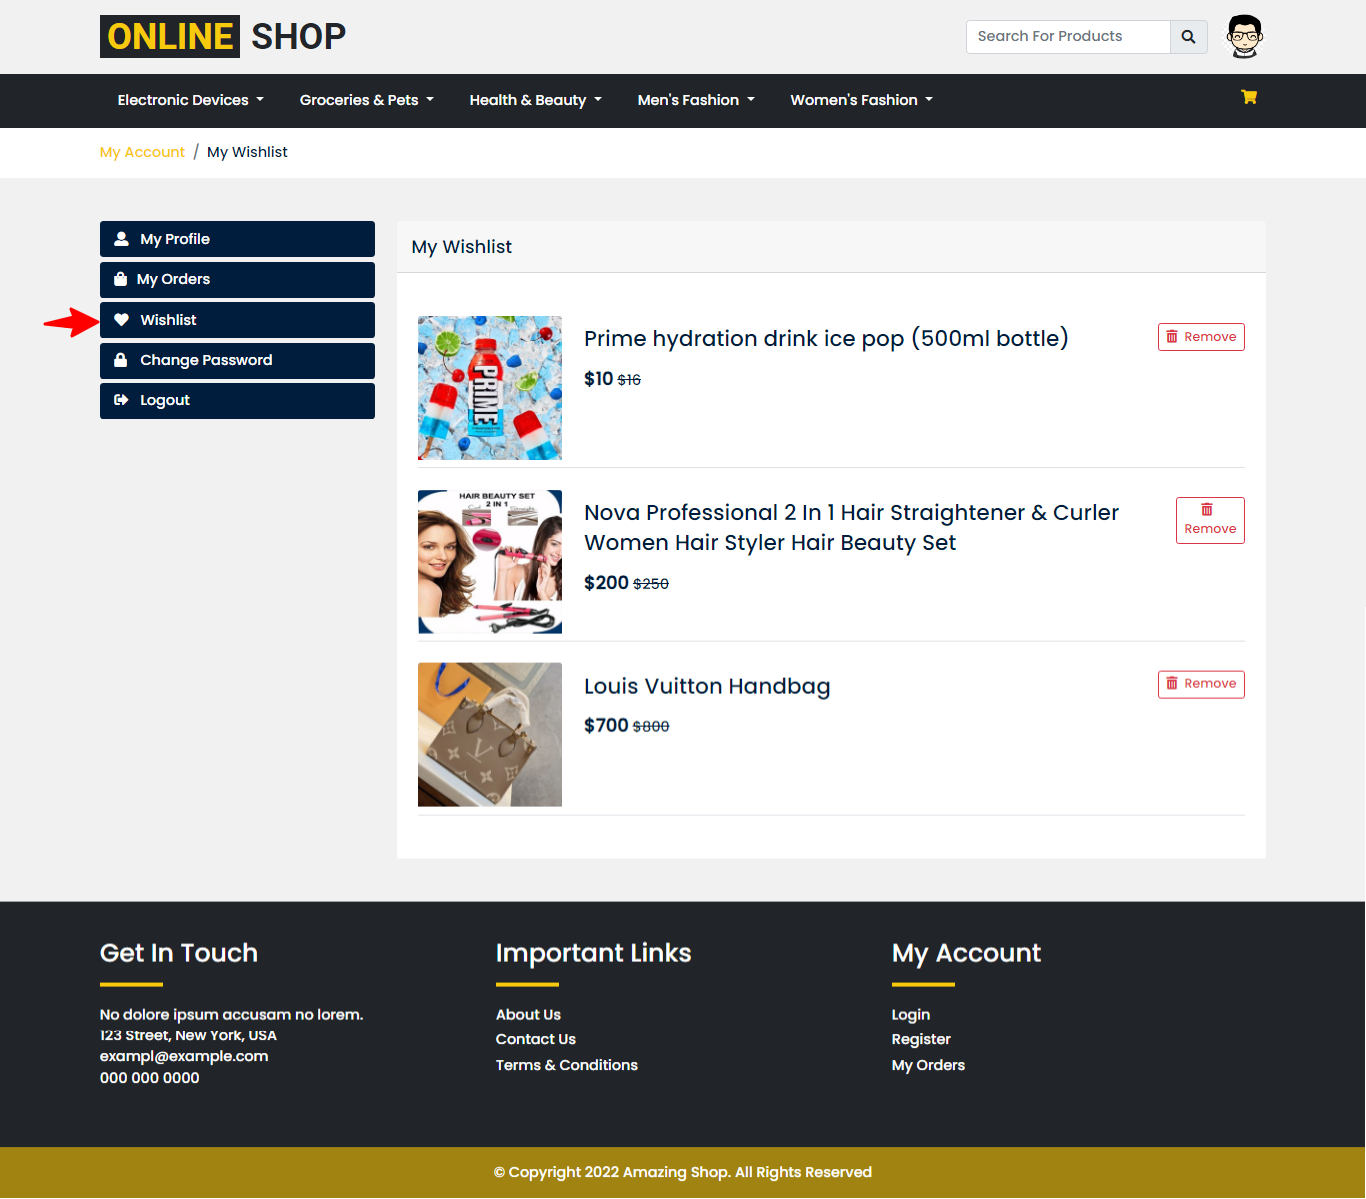 ONLINE SHOP
Search For Products
Electronic Devices
Groceries & Pets
Health & Beauty
Men's Fashion
Women's Fashion
My Account / My Wishlist
My Profile
My Orders
Wishlist
Change Password
Logout
My Wishlist
PRIME
Prime hydration drink ice pop (500ml bottle)
$10 $16
Remove
HAIR BEAUTY SET
2 IN 1
Nova Professional 2 In 1 Hair Straightener & Curler
Women Hair Styler Hair Beauty Set
$200 $250
Remove
Louis Vuitton Handbag
$700 $800
Remove
Get In Touch
No dolore ipsum accusam no lorem.
123 Street, New York, USA
exampl@example.com
000 000 0000
Important Links
About Us
Contact Us
Terms & Conditions
My Account
Login
Register
My Orders
© Copyright 2022 Amazing Shop. All Rights Reserved